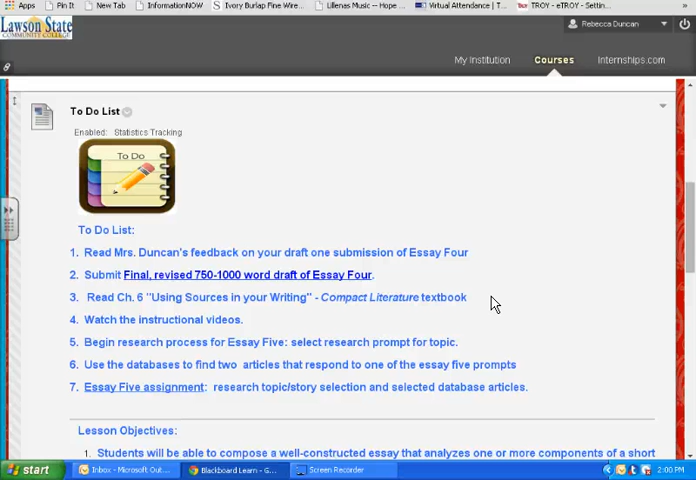 Apps
Pin It
New Tab
InformationNOW
Ivory Burlap Fine Wire...
Lillenas Music -- Hope ...
Virtual Attendance | T...
TROY - eTROY - Settin...
Lawson State
COMMUNITY COLLEGE
Rebecca Duncan
My Institution
Courses
Internships.com
To Do List
Enabled: Statistics Tracking
To Do
To Do List:
1. Read Mrs. Duncan's feedback on your draft one submission of Essay Four
2. Submit Final, revised 750-1000 word draft of Essay Four.
3. Read Ch. 6 "Using Sources in your Writing" - Compact Literature textbook
4. Watch the instructional videos.
5. Begin research process for Essay Five: select research prompt for topic.
6. Use the databases to find two articles that respond to one of the essay five prompts
7. Essay Five assignment: research topic/story selection and selected database articles.
Lesson Objectives:
1. Students will be able to compose a well-constructed essay that analyzes one or more components of a short
start
Inbox - Microsoft Out...
Blackboard Learn - G...
Screen Recorder
2:00 PM